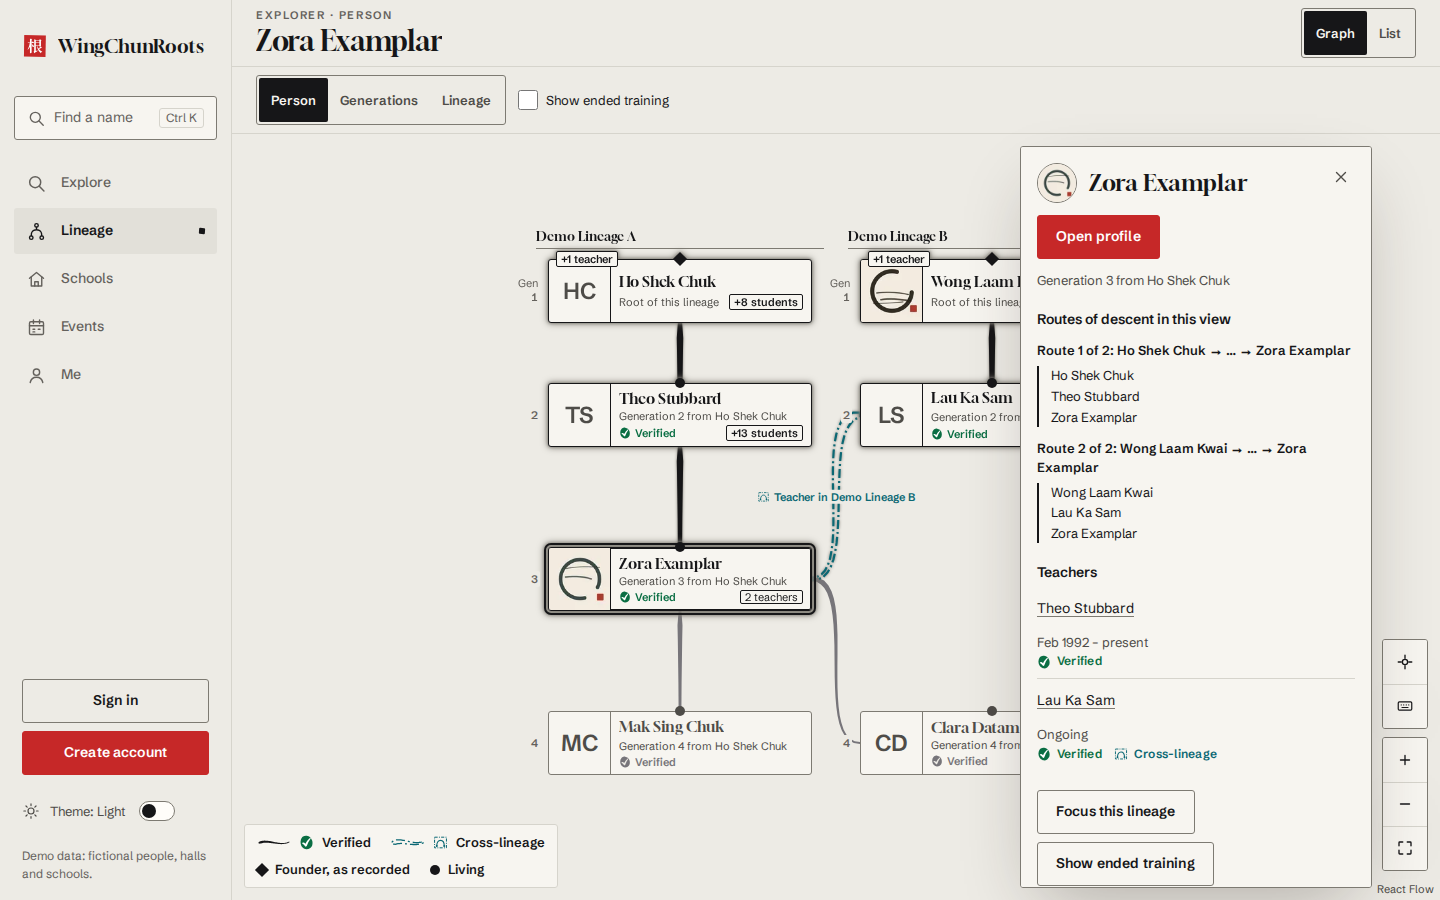 根 WingChunRoots
Find a name Ctrl K
Explore
Lineage
Schools
Events
Me
Sign in
Create account
Theme: Light
Demo data: fictional people, halls
and schools.
EXPLORER · PERSON
Zora Examplar
Graph List
Person Generations Lineage Show ended training
Demo Lineage A
+1 teacher
Gen
1
HC
Ho Shek Chuk
Root of this lineage +8 students
2
TS
Theo Stubbard
Generation 2 from Ho Shek Chuk
Verified +13 students
3
Zora Examplar
Generation 3 from Ho Shek Chuk
Verified 2 teachers
4
MC
Mak Sing Chuk
Generation 4 from Ho Shek Chuk
Verified
Demo Lineage B
+1 teacher
Gen
1
Wong Laam
Root of this
2
LS
Lau Ka Sam
Generation 2 from
Verified
Teacher in Demo Lineage B
4
CD
Clara Datam
Generation 4 from
Verified
Verified Cross-lineage
Founder, as recorded Living
Zora Examplar
Open profile
Generation 3 from Ho Shek Chuk
Routes of descent in this view
Route 1 of 2: Ho Shek Chuk → ... → Zora Examplar
Ho Shek Chuk
Theo Stubbard
Zora Examplar
Route 2 of 2: Wong Laam Kwai → ... → Zora
Examplar
Wong Laam Kwai
Lau Ka Sam
Zora Examplar
Teachers
Theo Stubbard
Feb 1992 – present
Verified
Lau Ka Sam
Ongoing
Verified Cross-lineage
Focus this lineage
Show ended training
React Flow